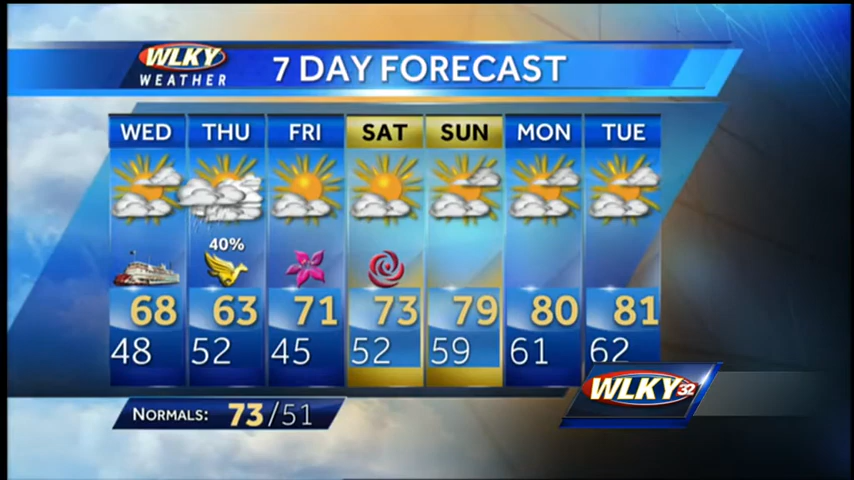 WLKY
WEATHER
7 DAY FORECAST
WED THU FRI SAT SUN MON TUE
40%
68 63 71 73 79 80 81
48 52 45 52 59 61 62
NORMALS: 73/51
WLKY 32